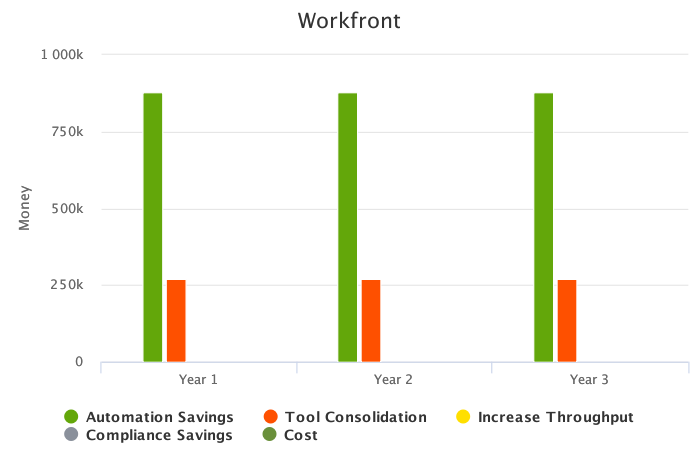 Workfront
1 000k
750k
500k
250k
0
Money
Year 1
Year 2
Year 3
Automation Savings
Tool Consolidation
Increase Throughput
Compliance Savings
Cost